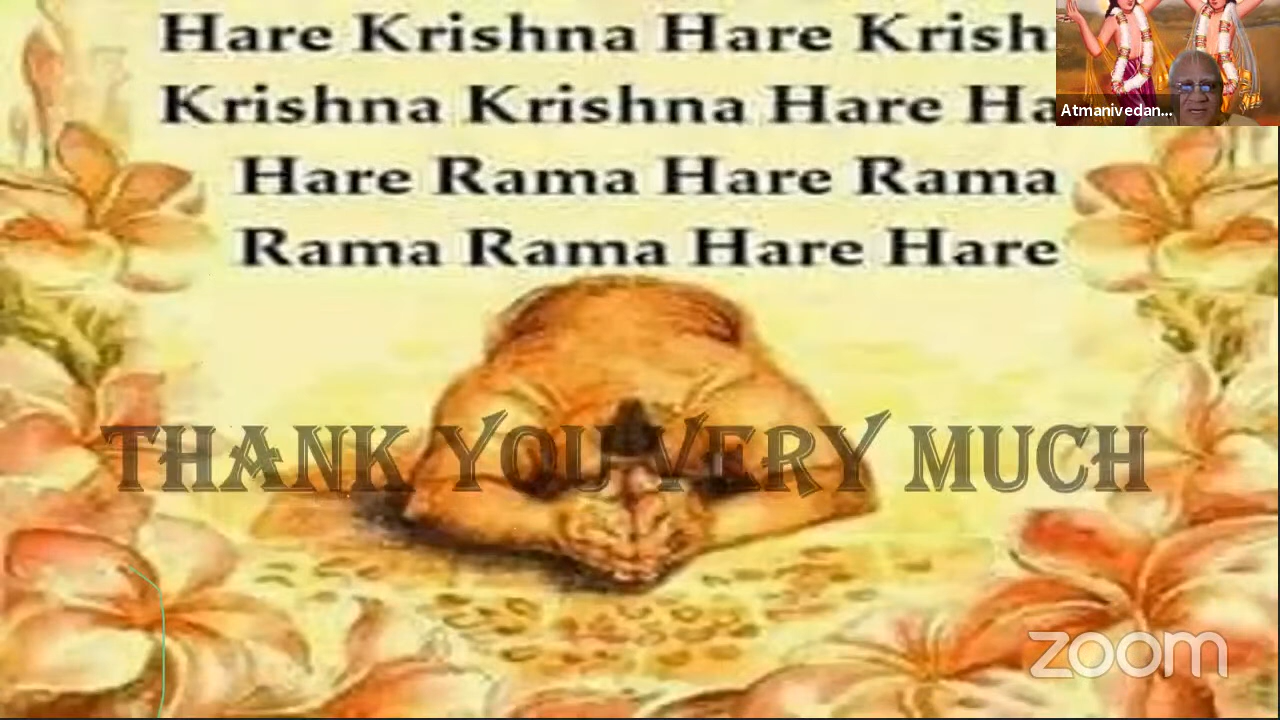 Hare Krishna Hare Krish
Krishna Krishna Hare Ha
Atmanivedan...
Hare Rama Hare Rama
Rama Rama Hare Hare
THANK YOU VERY MUCH
zoom